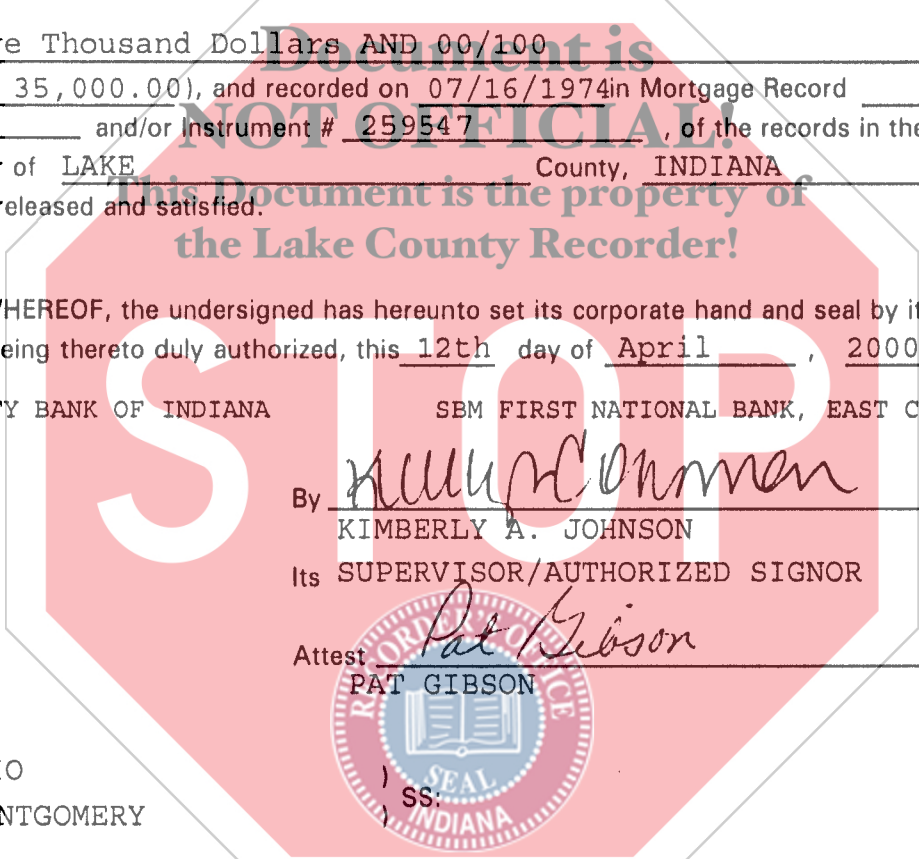 re Thousand Dollars AND 00/100
35,000.00), and recorded on 07/16/1974in Mortgage Record
and/or Instrument # 259547 , of the records in the
r of LAKE County, INDIANA
eleased and satisfied.
Document is
NOT OFFICIAL!
This Document is the property of
the Lake County Recorder!
WHEREOF, the undersigned has hereunto set its corporate hand and seal by it
eing thereto duly authorized, this 12th day of April , 2000
TY BANK OF INDIANA SBM FIRST NATIONAL BANK, EAST C
STOP
By
KIMBERLY A. JOHNSON
Its SUPERVISOR/AUTHORIZED SIGNOR
Attest Pat Gibson
PAT GIBSON
RECORDER'S OFFICE
SEAL
INDIANA
IO
) SS:
NTGOMERY )